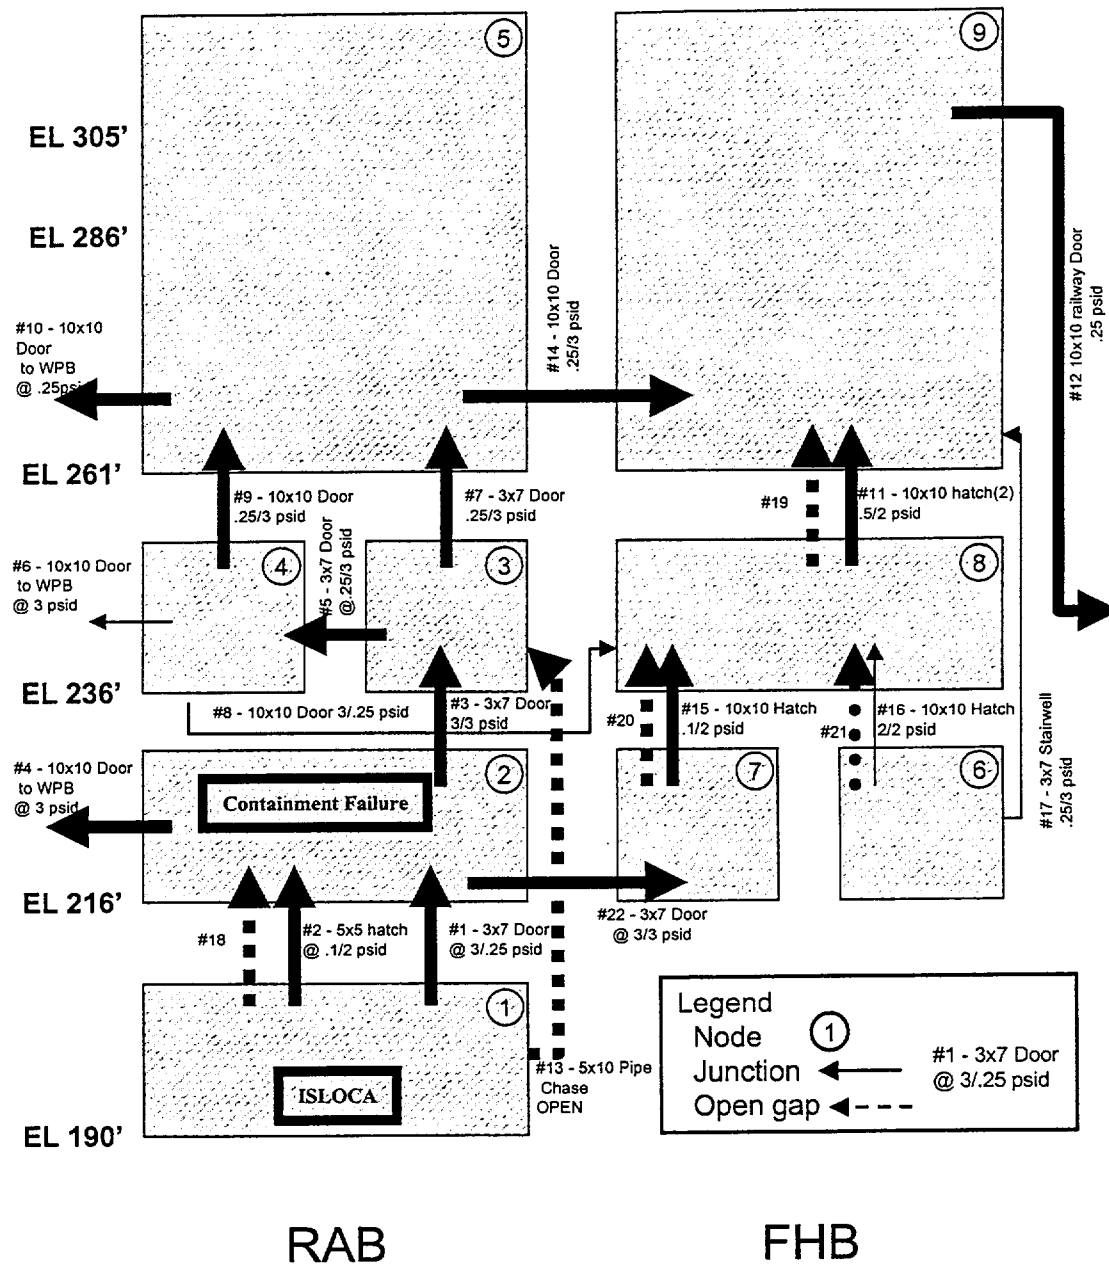 5
9
EL 305’
EL 286’
#14 - 10x10 Door
.25/3 psid
#12 10x10 railway Door
.25 psid
#10 - 10x10
Door
to WPB
@ .25psid
EL 261’
#9 - 10x10 Door
.25/3 psid
#7 - 3x7 Door
.25/3 psid
#19
#11 - 10x10 hatch(2)
.5/2 psid
#6 - 10x10 Door
to WPB
@ 3 psid
4
#5 - 3x7 Door
@.25/3 psid
3
8
EL 236’
#8 - 10x10 Door 3/.25 psid
#3 - 3x7 Door
3/3 psid
#20
#15 - 10x10 Hatch
.1/2 psid
#21
#16 - 10x10 Hatch
2/2 psid
#17 - 3x7 Stairwell
.25/3 psid
#4 - 10x10 Door
to WPB
@ 3 psid
2
Containment Failure
7
6
EL 216’
#18
#2 - 5x5 hatch
@ .1/2 psid
#1 - 3x7 Door
@ 3/.25 psid
#22 - 3x7 Door
@ 3/3 psid
1
ISLOCA
#13 - 5x10 Pipe
Chase
OPEN
EL 190’
Legend
Node 1
Junction
Open gap
#1 - 3x7 Door
@ 3/.25 psid
RAB
FHB